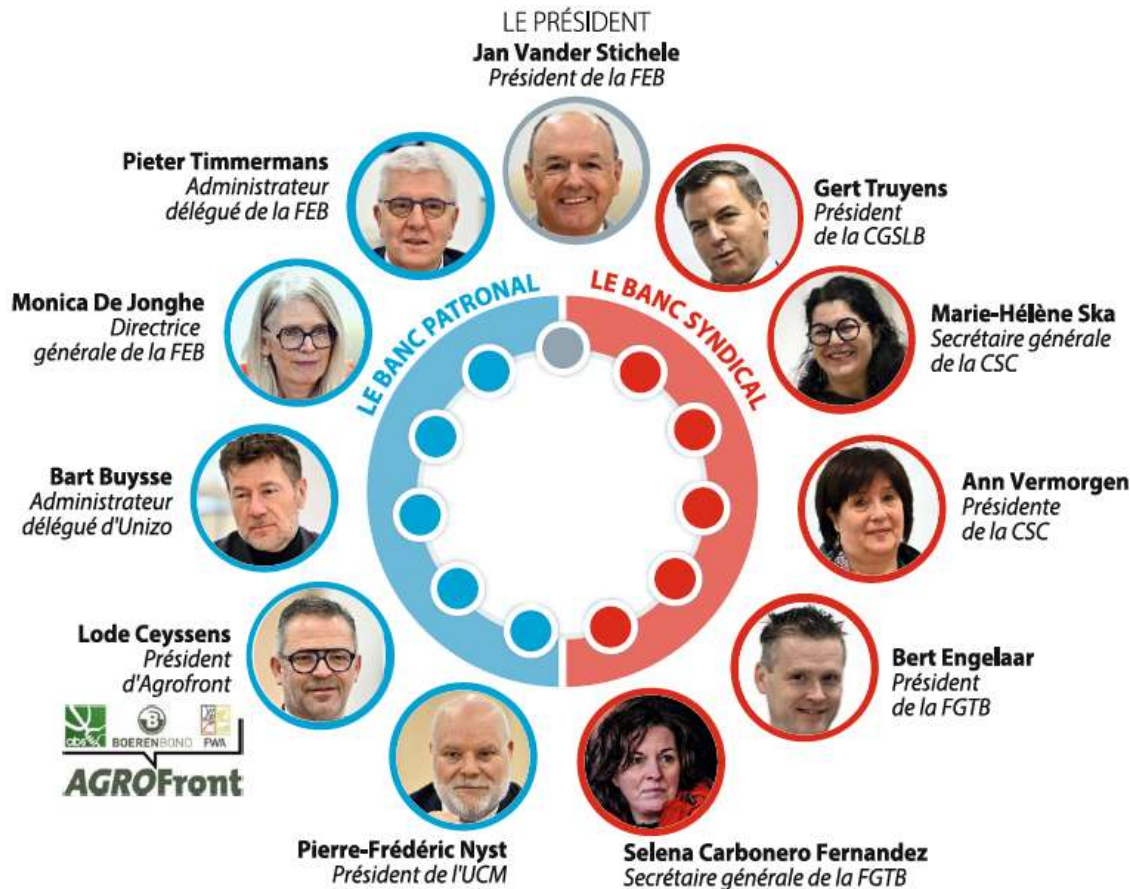 LE PRÉSIDENT
Jan Vander Stichele
Président de la FEB
Pieter Timmermans
Administrateur
délégué de la FEB
Gert Truyens
Président
de la CGSLB
Monica De Jonghe
Directrice
générale de la FEB
LE BANC PATRONAL
LE BANC SYNDICAL
Marie-Hélène Ska
Secrétaire générale
de la CSC
Bart Buysse
Administrateur
délégué d'Unizo
Ann Vermorgen
Présidente
de la CSC
Lode Ceyssens
Président
d'Agrofront
abs
B
BOERENBOND
FWA
AGROFront
Bert Engelaar
Président
de la FGTB
Pierre-Frédéric Nyst
Président de l'UCM
Selena Carbonero Fernandez
Secrétaire générale de la FGTB